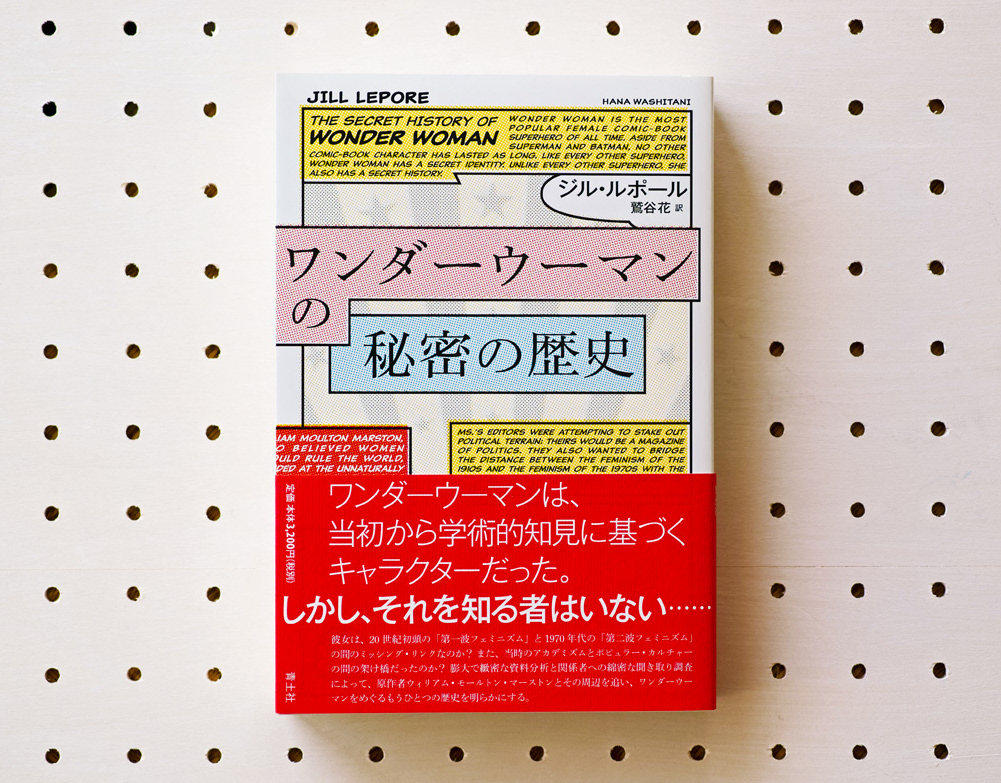 JILL LEPORE
HANA WASHITANI
THE SECRET HISTORY OF
WONDER WOMAN
COMIC-BOOK CHARACTER HAS LASTED AS
WONDER WOMAN HAS A SECRET IDENTITY.
ALSO HAS A SECRET HISTORY.
WONDER WOMAN IS THE MOST
POPULAR FEMALE COMIC-BOOK
SUPERHERO OF ALL TIME. ASIDE FROM
SUPERMAN AND BATMAN, NO OTHER
LONG. LIKE EVERY OTHER SUPERHERO,
UNLIKE EVERY OTHER SUPERHERO, SHE
ジル・ルポール
鷲谷花 訳
ワンダーウーマン
の
秘密の歴史
IAM MOULTON MARSTON,
O BELIEVED WOMEN
OULD RULE THE WORLD,
DED AT THE UNNATURALLY
MS.'S EDITORS WERE ATTEMPTING TO STAKE OUT
POLITICAL TERRAIN: THEIRS WOULD BE A MAGAZINE
OF POLITICS. THEY ALSO WANTED TO BRIDGE
THE DISTANCE BETWEEN THE FEMINISM OF THE
1910S AND THE FEMINISM OF THE 1970S WITH THE
定価 本体3,200円(税別)
ワンダーウーマンは、
当初から学術的知見に基づく
キャラクターだった。
しかし、それを知る者はいない……
彼女は、20世紀初頭の「第一波フェミニズム」と1970年代の「第二波フェミニズム」
の間のミッシング・リンクなのか? また、当時のアカデミズムとポピュラー・カルチャー
の間の架け橋だったのか? 膨大で緻密な資料分析と関係者への綿密な聞き取り調査
によって、原作者ウィリアム・モールトン・マーストンとその周辺を追い、ワンダーウー
マンをめぐるもうひとつの歴史を明らかにする。
青土社